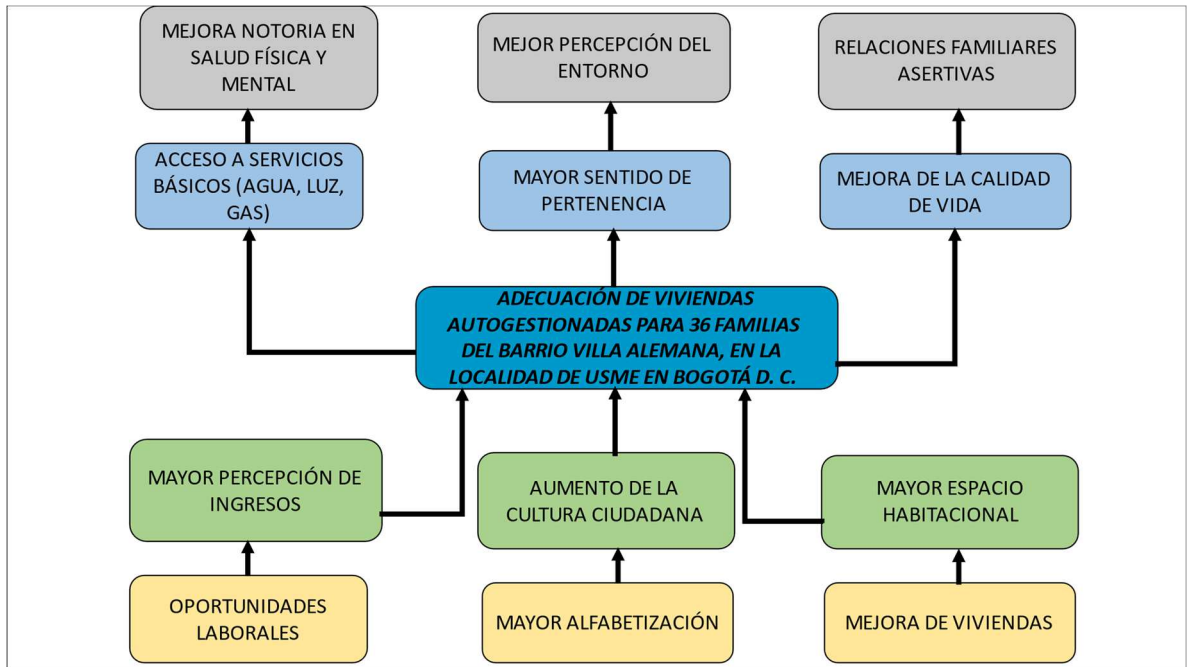 MEJORA NOTORIA EN
SALUD FÍSICA Y
MENTAL
MEJOR PERCEPCIÓN DEL
ENTORNO
RELACIONES FAMILIARES
ASERTIVAS
ACCESO A SERVICIOS
BÁSICOS (AGUA, LUZ,
GAS)
MAYOR SENTIDO DE
PERTENENCIA
MEJORA DE LA CALIDAD
DE VIDA
ADECUACIÓN DE VIVIENDAS
AUTOGESTIONADAS PARA 36 FAMILIAS
DEL BARRIO VILLA ALEMANA, EN LA
LOCALIDAD DE USME EN BOGOTÁ D. C.
MAYOR PERCEPCIÓN DE
INGRESOS
AUMENTO DE LA
CULTURA CIUDADANA
MAYOR ESPACIO
HABITACIONAL
OPORTUNIDADES
LABORALES
MAYOR ALFABETIZACIÓN
MEJORA DE VIVIENDAS